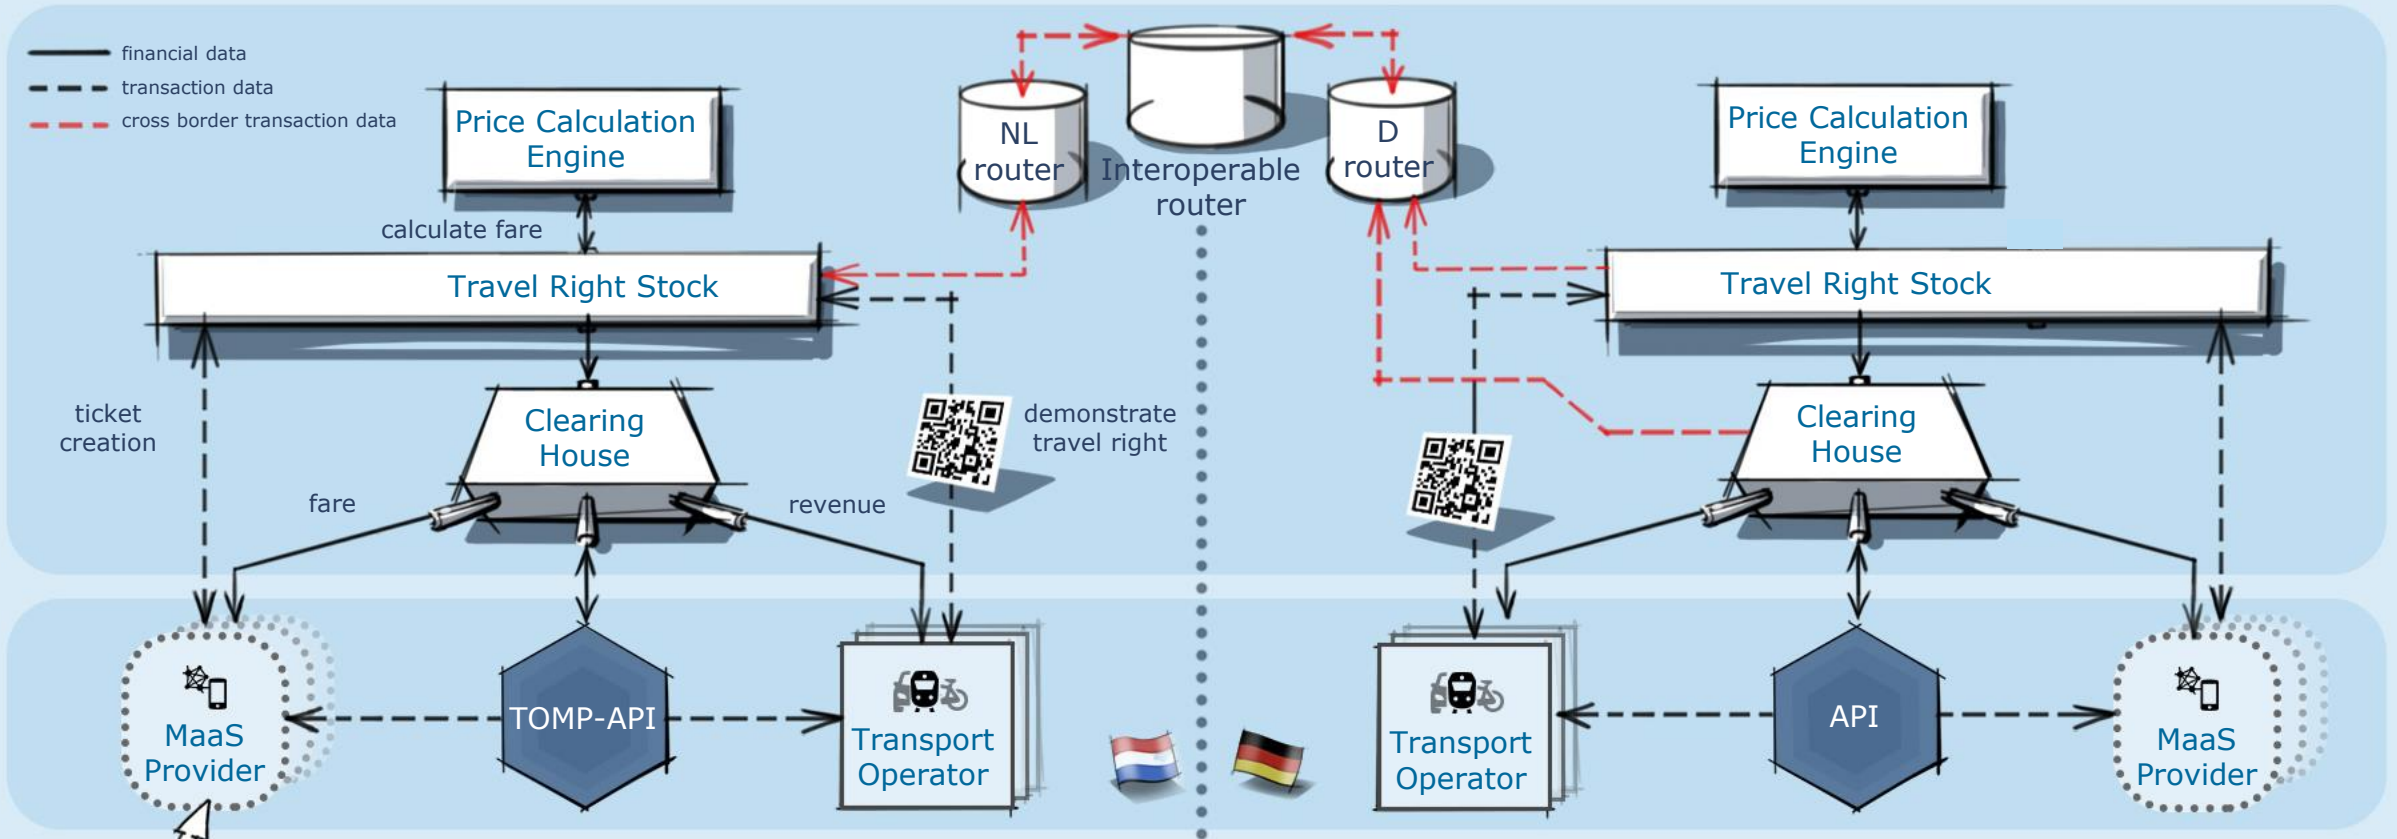 financial data
transaction data
cross border transaction data
Price Calculation
Engine
calculate fare
Travel Right Stock
ticket
creation
Clearing
House
fare
revenue
demonstrate
travel right
MaaS
Provider
TOMP-API
Transport
Operator
NL
router
Interoperable
router
D
router
Price Calculation
Engine
Travel Right Stock
Clearing
House
Transport
Operator
API
MaaS
Provider